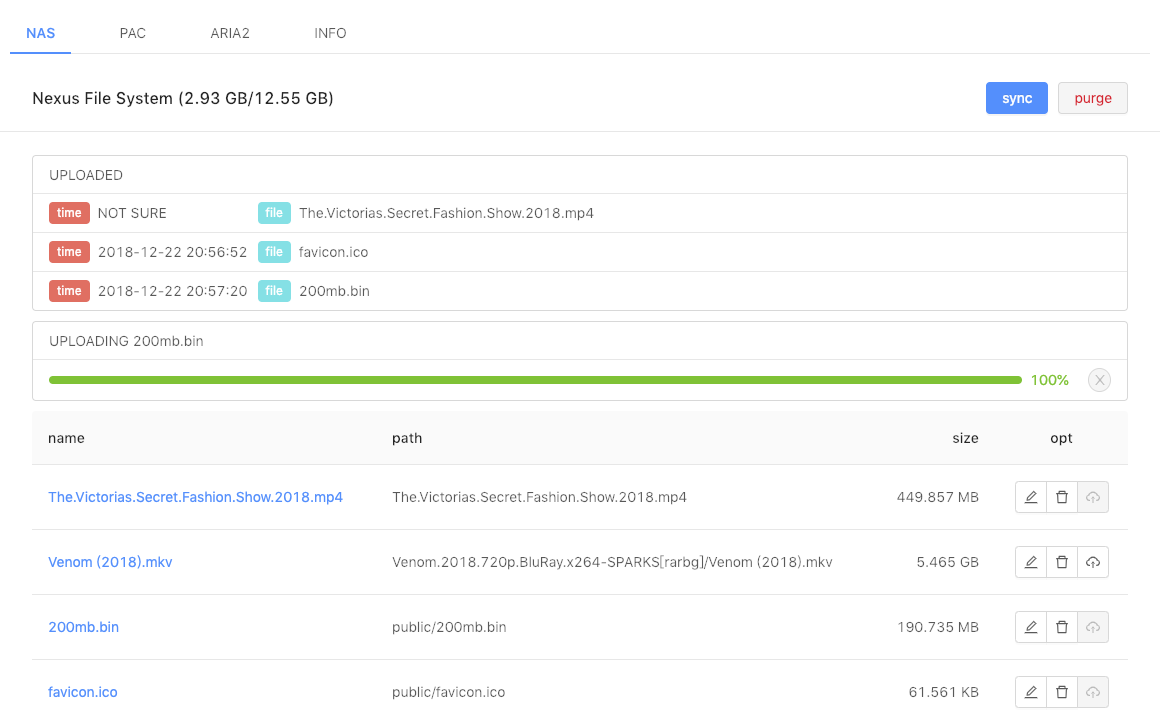 NAS PAC ARIA2 INFO
Nexus File System (2.93 GB/12.55 GB) sync purge
UPLOADED
time NOT SURE file The.Victorias.Secret.Fashion.Show.2018.mp4
time 2018-12-22 20:56:52 file favicon.ico
time 2018-12-22 20:57:20 file 200mb.bin
UPLOADING 200mb.bin
100% X
name path size opt
The.Victorias.Secret.Fashion.Show.2018.mp4 The.Victorias.Secret.Fashion.Show.2018.mp4 449.857 MB
Venom (2018).mkv Venom.2018.720p.BluRay.x264-SPARKS[rarbg]/Venom (2018).mkv 5.465 GB
200mb.bin public/200mb.bin 190.735 MB
favicon.ico public/favicon.ico 61.561 KB